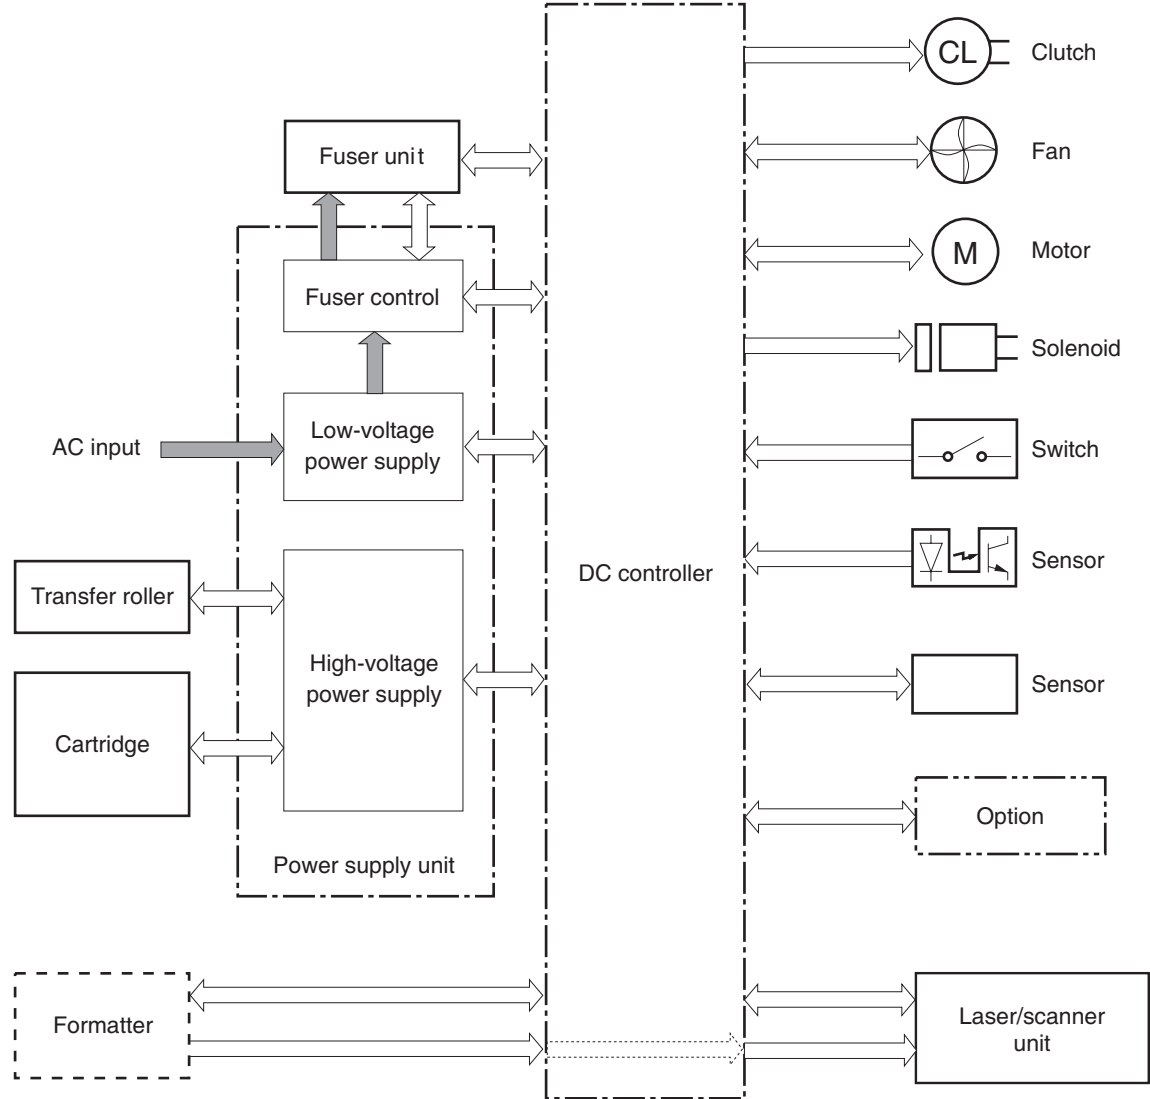 CL
Clutch
Fuser unit
Fan
M
Motor
Fuser control
Solenoid
AC input
Low-voltage
power supply
Switch
Transfer roller
DC controller
Sensor
High-voltage
power supply
Sensor
Cartridge
Option
Power supply unit
Formatter
Laser/scanner
unit